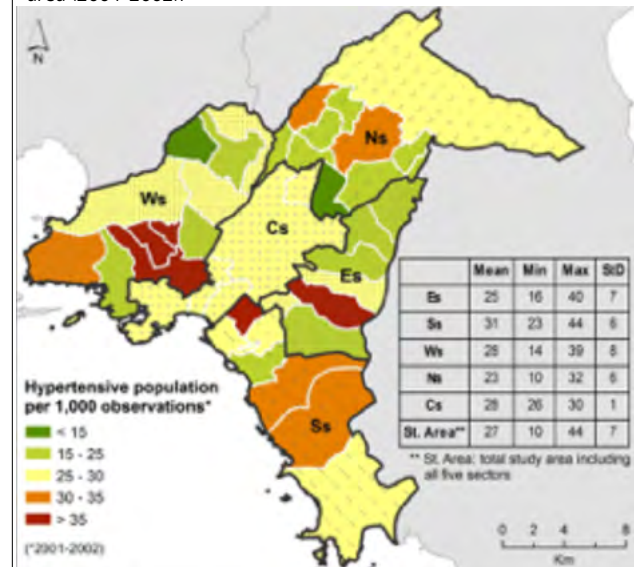 N
Ns
Ws
Cs
Es
Ss
Mean Min Max StD
Es 25 16 40 7
Ss 31 23 44 6
Ws 28 14 39 8
Ns 23 10 32 6
Cs 28 26 30 1
St. Area** 27 10 44 7
** St. Area: total study area including
all five sectors
Hypertensive population
per 1,000 observations*
< 15
15 - 25
25 - 30
30 - 35
> 35
(*2001-2002)
0 2 4 8
Km